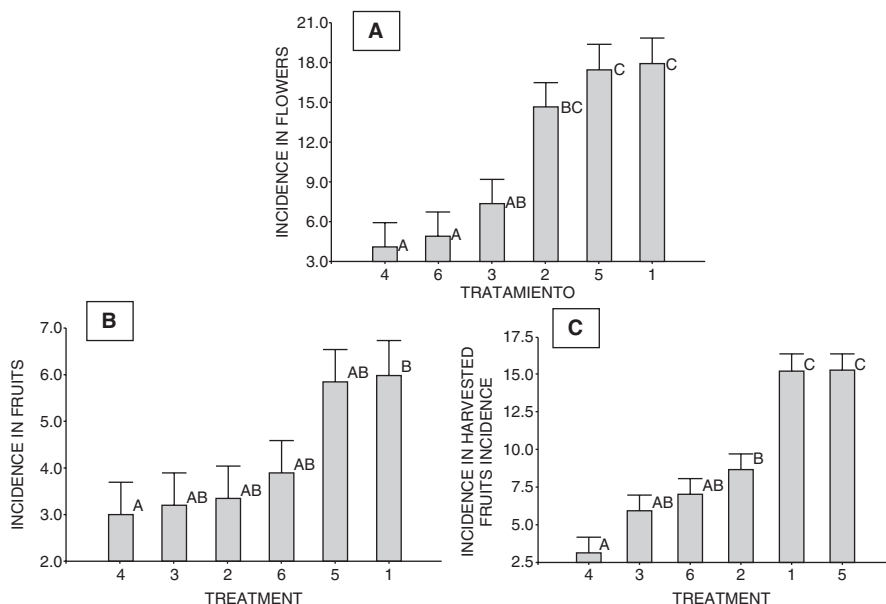 A
INCIDENCE IN FLOWERS
21.0
18.0
15.0
12.0
9.0
6.0
3.0
A
A
AB
BC
C
C
4 6 3 2 5 1
TRATAMIENTO
B
INCIDENCE IN FRUITS
7.0
6.0
5.0
4.0
3.0
2.0
A
AB
AB
AB
AB
B
4 3 2 6 5 1
TREATMENT
C
INCIDENCE IN HARVESTED
FRUITS INCIDENCE
17.5
15.0
12.5
10.0
7.5
5.0
2.5
A
AB
AB
B
C
C
4 3 6 2 1 5
TREATMENT